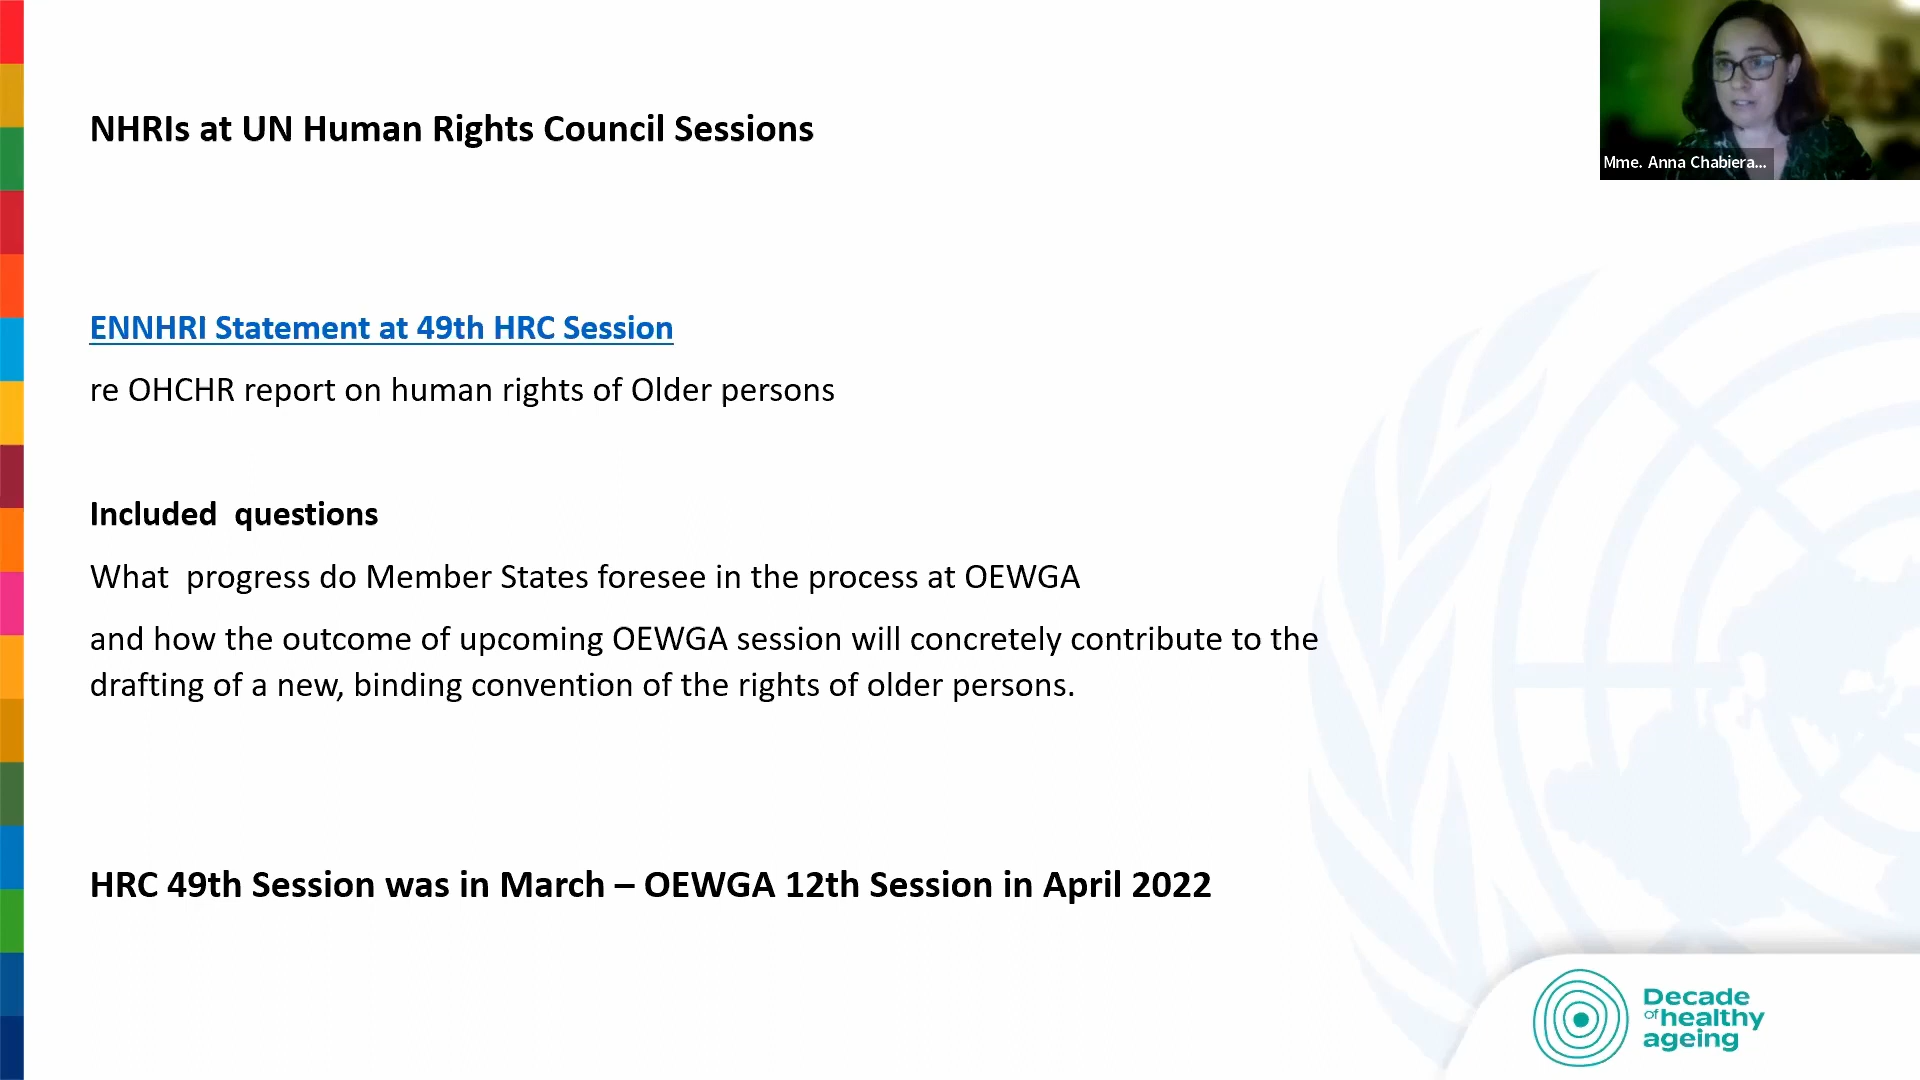 NHRIs at UN Human Rights Council Sessions
Mme. Anna Chabiera...
ENNHRI Statement at 49th HRC Session
re OHCHR report on human rights of Older persons
Included  questions
What  progress do Member States foresee in the process at OEWGA
and how the outcome of upcoming OEWGA session will concretely contribute to the
drafting of a new, binding convention of the rights of older persons.
HRC 49th Session was in March – OEWGA 12th Session in April 2022
Decade
of healthy
ageing